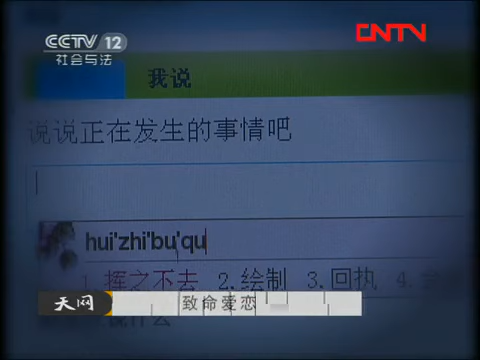 CCTV 12
社会与法
CNTV
我说
说说正在发生的事情吧
hui'zhi'bu'qu
1.挥之不去 2.绘制 3.回执 4.
天网
致命爱恋